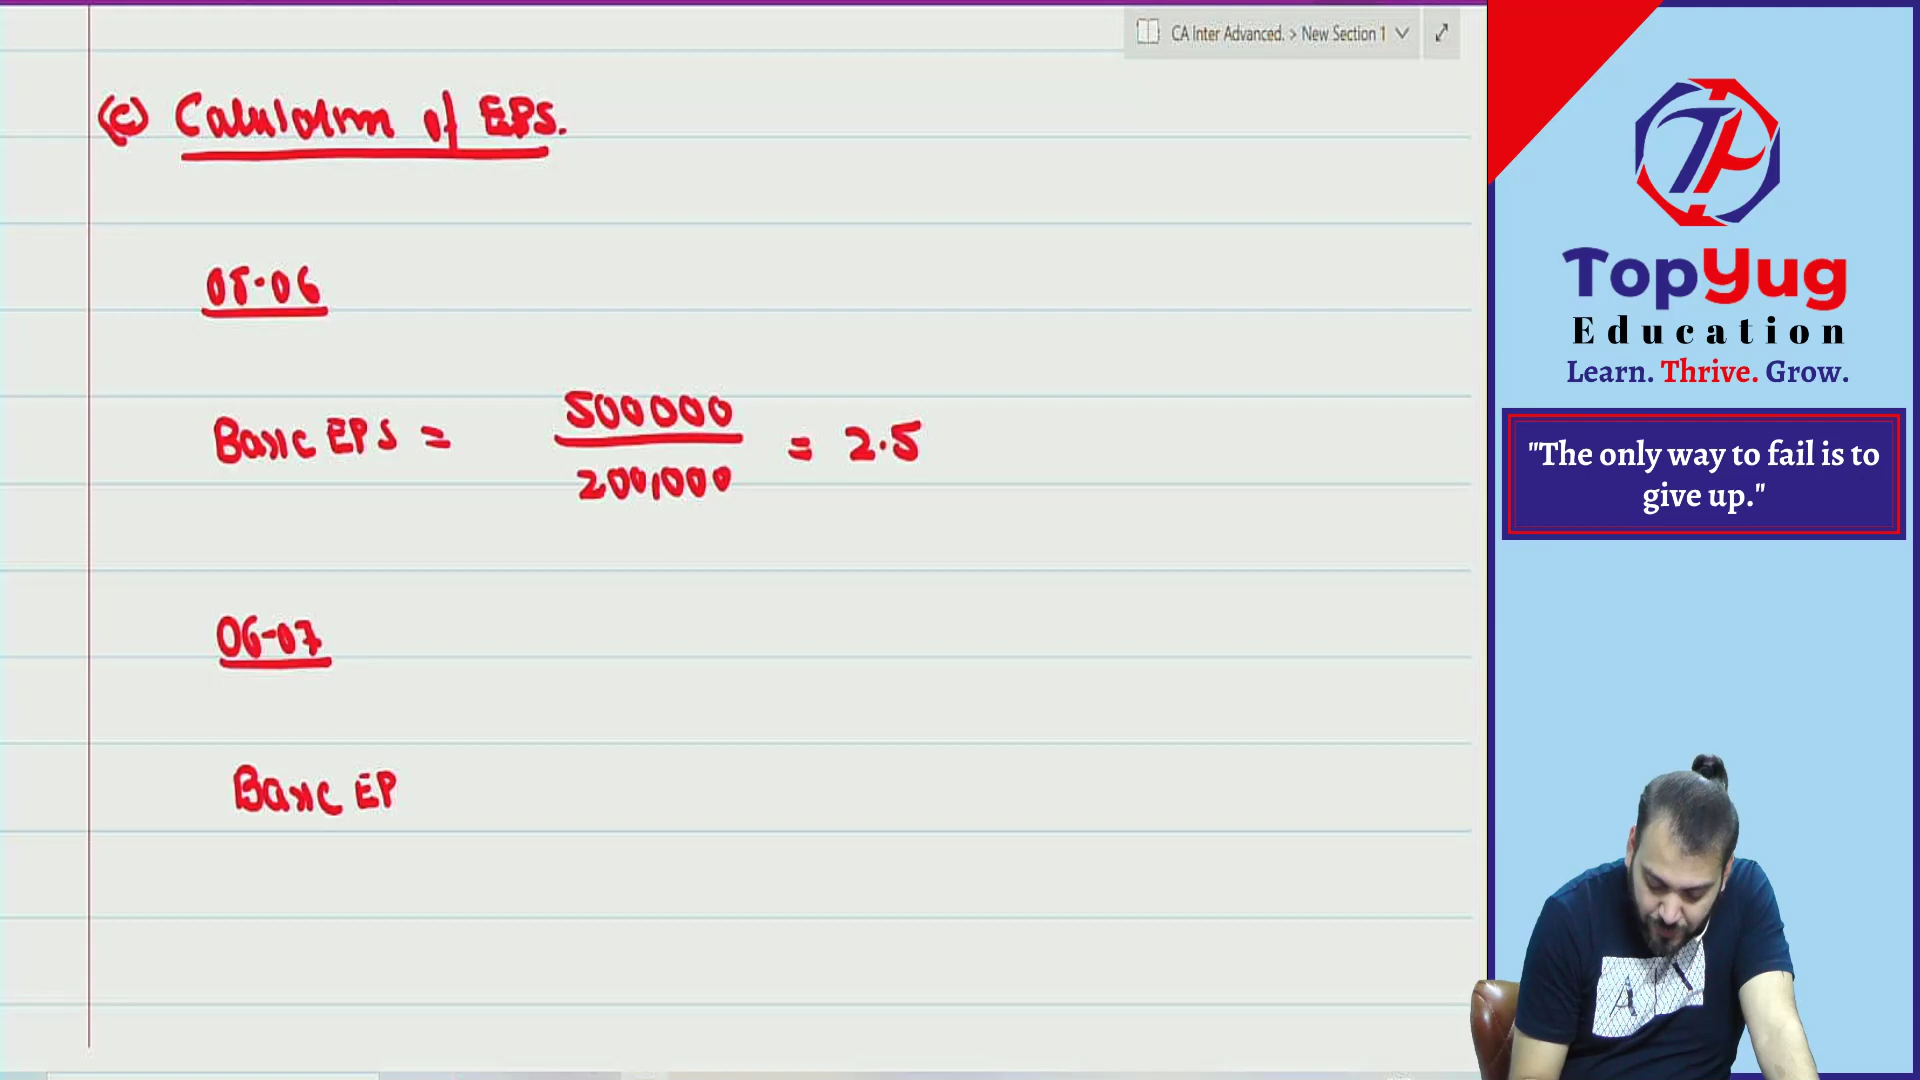 CA Inter Advanced. > New Section 1
(C) Calculation of EPS.
05-06
Basic EPS = 500000 / 200,000 = 2.5
06-07
Basic EP
TopYug
Education
Learn. Thrive. Grow.
"The only way to fail is to
give up."
A